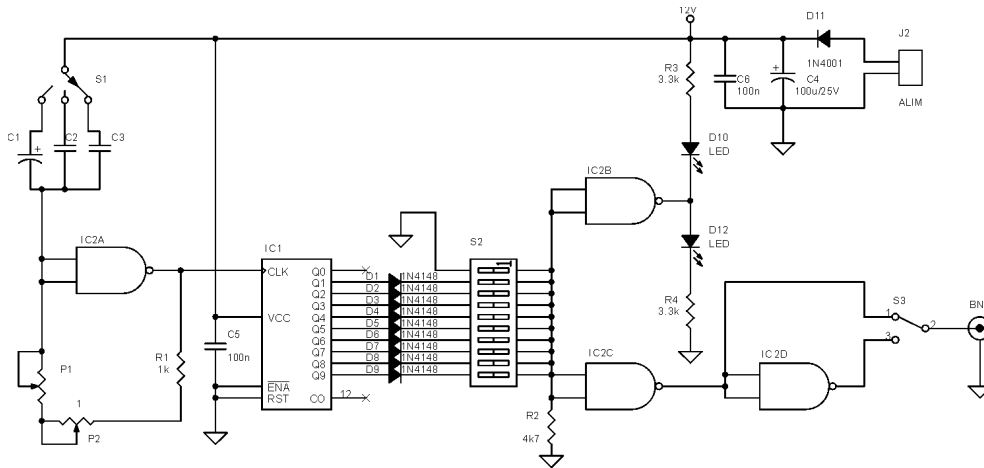 12V
D11
J2
S1
R3
3.3k
1N4001
C6
100n
C4
100u/25V
ALIM
C1
C2
C3
D10
LED
IC2B
IC2A
D12
LED
IC1
S2
1
CLK
Q0
D1
1N4148
Q1
D2
1N4148
Q2
D3
1N4148
Q3
D4
1N4148
Q4
D5
1N4148
Q5
D6
1N4148
Q6
D7
1N4148
Q7
D8
1N4148
Q8
D9
1N4148
Q9
VCC
C5
100n
R4
3.3k
S3
1
2
3
BN
P1
R1
1k
IC2C
IC2D
ENA
RST
CO
12
1
P2
R2
4k7